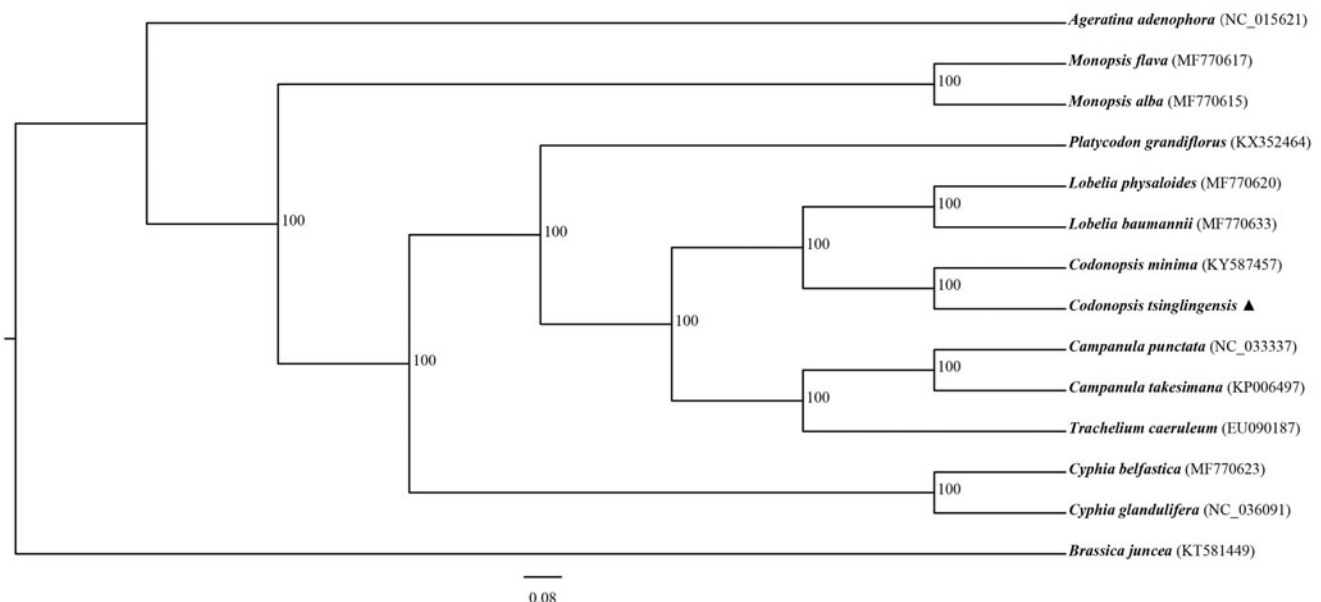 Ageratina adenophora (NC_015621)
Monopsis flava (MF770617)
100
Monopsis alba (MF770615)
Platycodon grandiflorus (KX352464)
Lobelia physaloides (MF770620)
100
Lobelia baumannii (MF770633)
100
100
100
Codonopsis minima (KY587457)
100
Codonopsis tsinglingensis ▲
100
Campanula punctata (NC_033337)
100
100
Campanula takesimana (KP006497)
100
Trachelium caeruleum (EU090187)
Cyphia belfastica (MF770623)
100
Cyphia glandulifera (NC_036091)
Brassica juncea (KT581449)
0.08